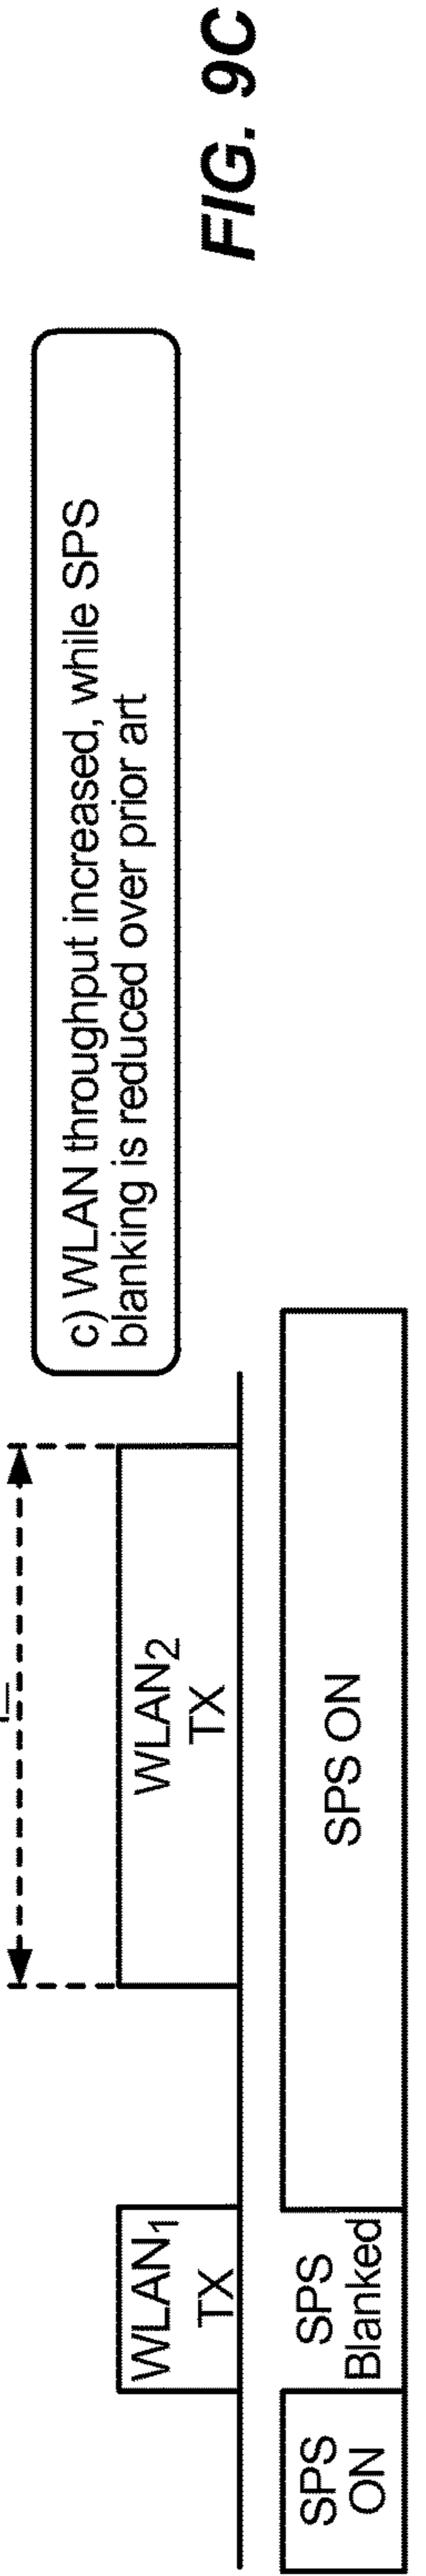 WLAN1
TX
WLAN2
TX
c) WLAN throughput increased, while SPS
blanking is reduced over prior art
SPS
ON
SPS
Blanked
SPS ON
FIG. 9C